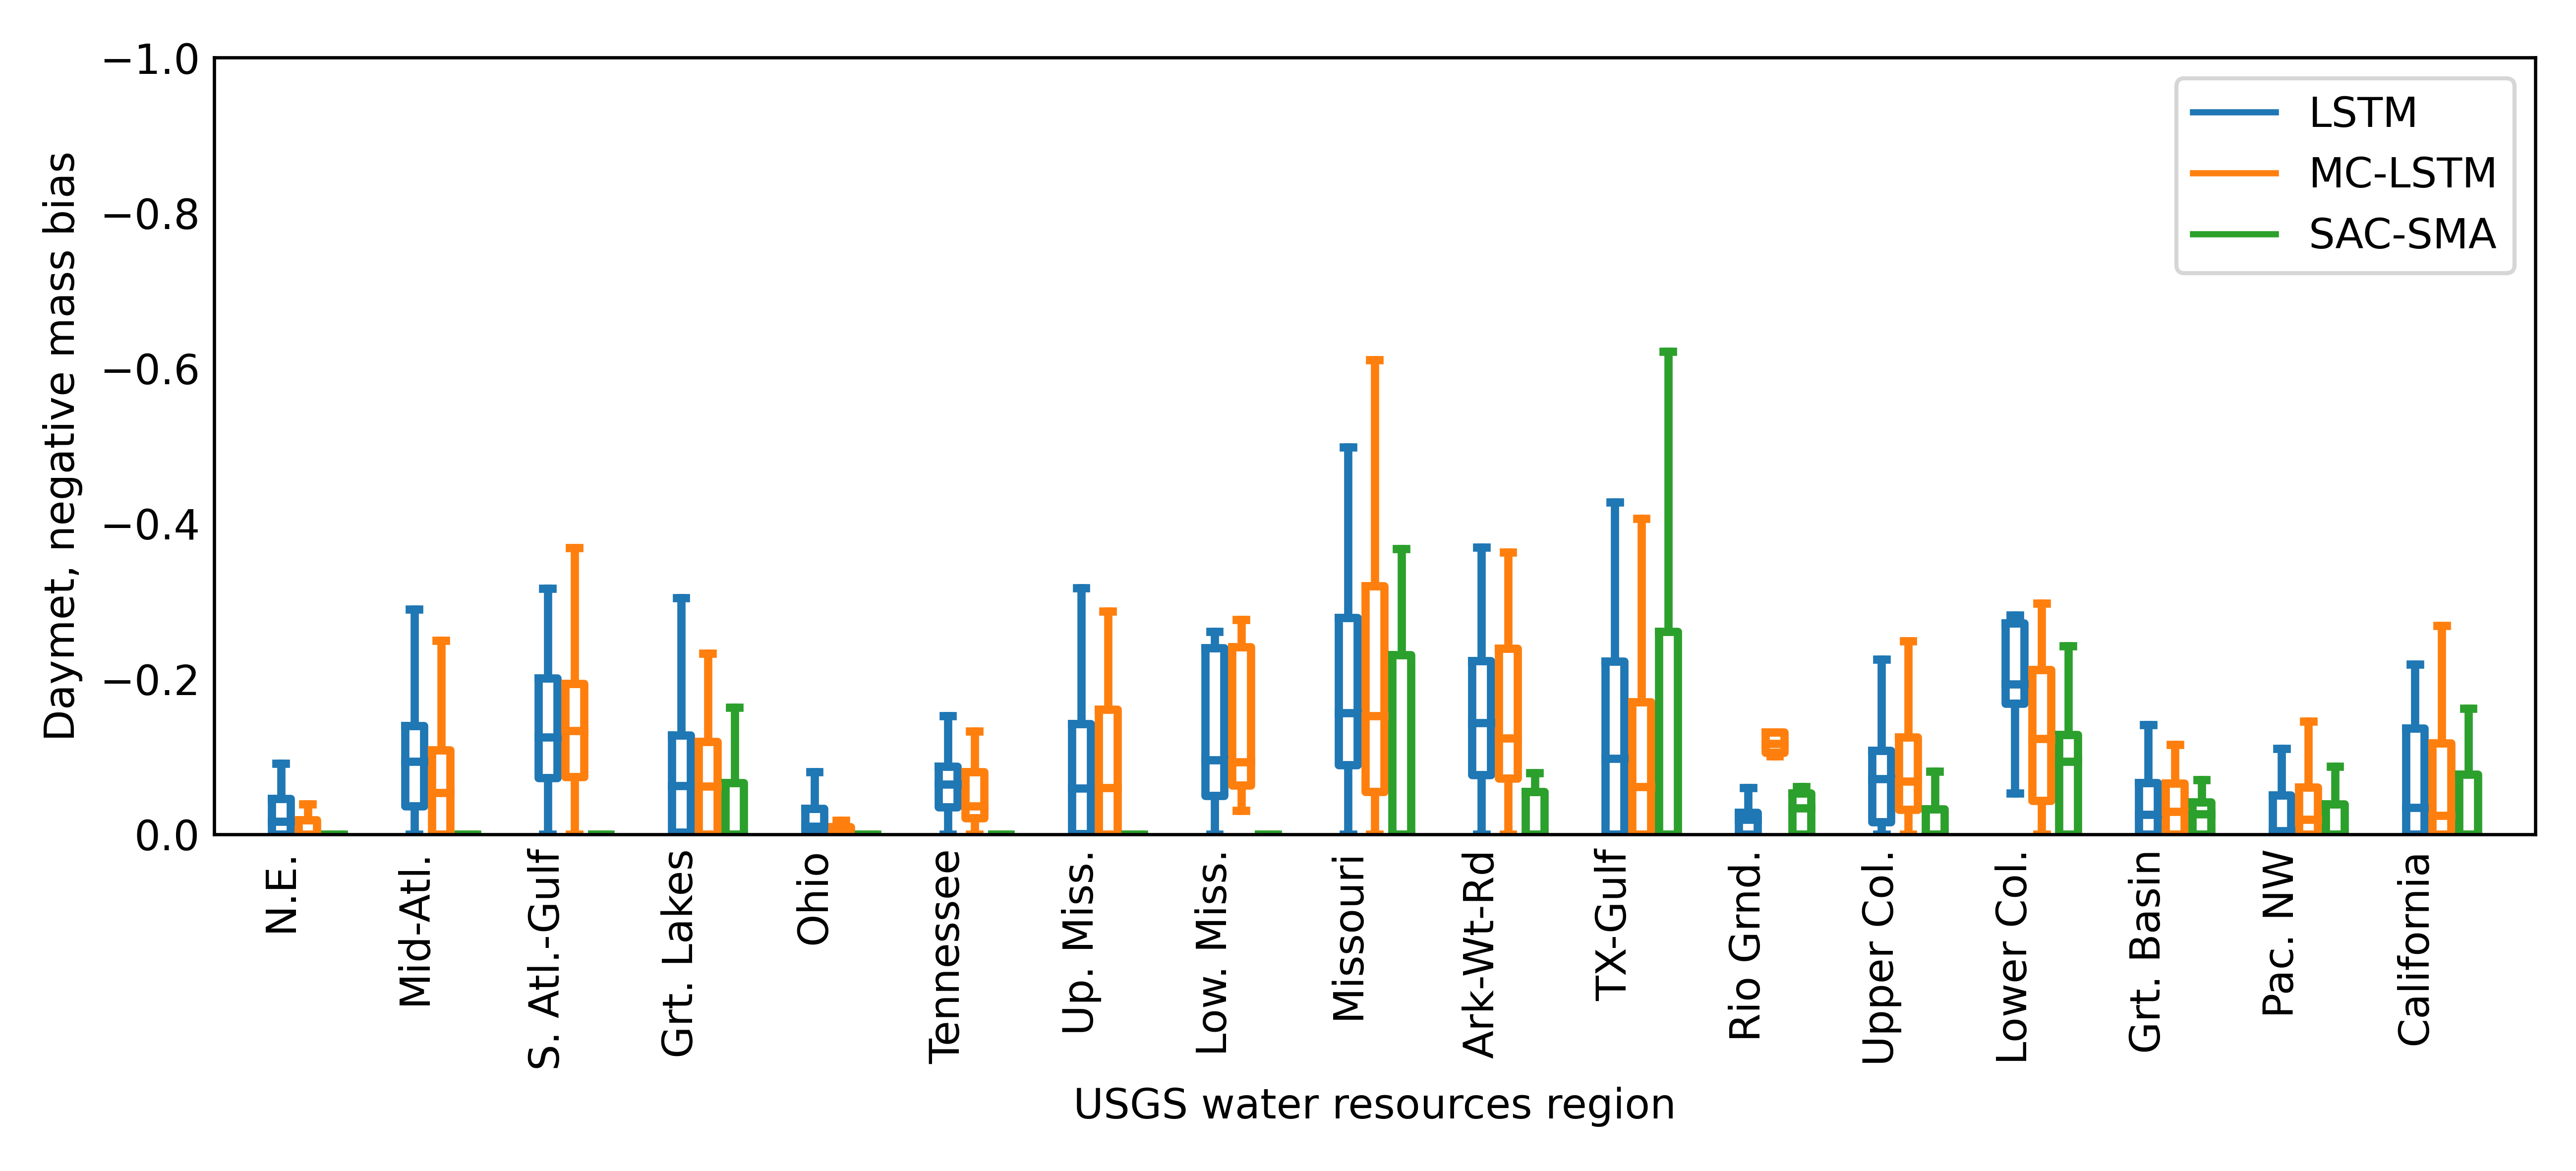 Daymet, negative mass bias
−1.0
−0.8
−0.6
−0.4
−0.2
0.0
LSTM
MC-LSTM
SAC-SMA
N.E.
Mid-Atl.
S. Atl.-Gulf
Grt. Lakes
Ohio
Tennessee
Up. Miss.
Low. Miss.
Missouri
Ark-Wt-Rd
TX-Gulf
Rio Grnd.
Upper Col.
Lower Col.
Grt. Basin
Pac. NW
California
USGS water resources region